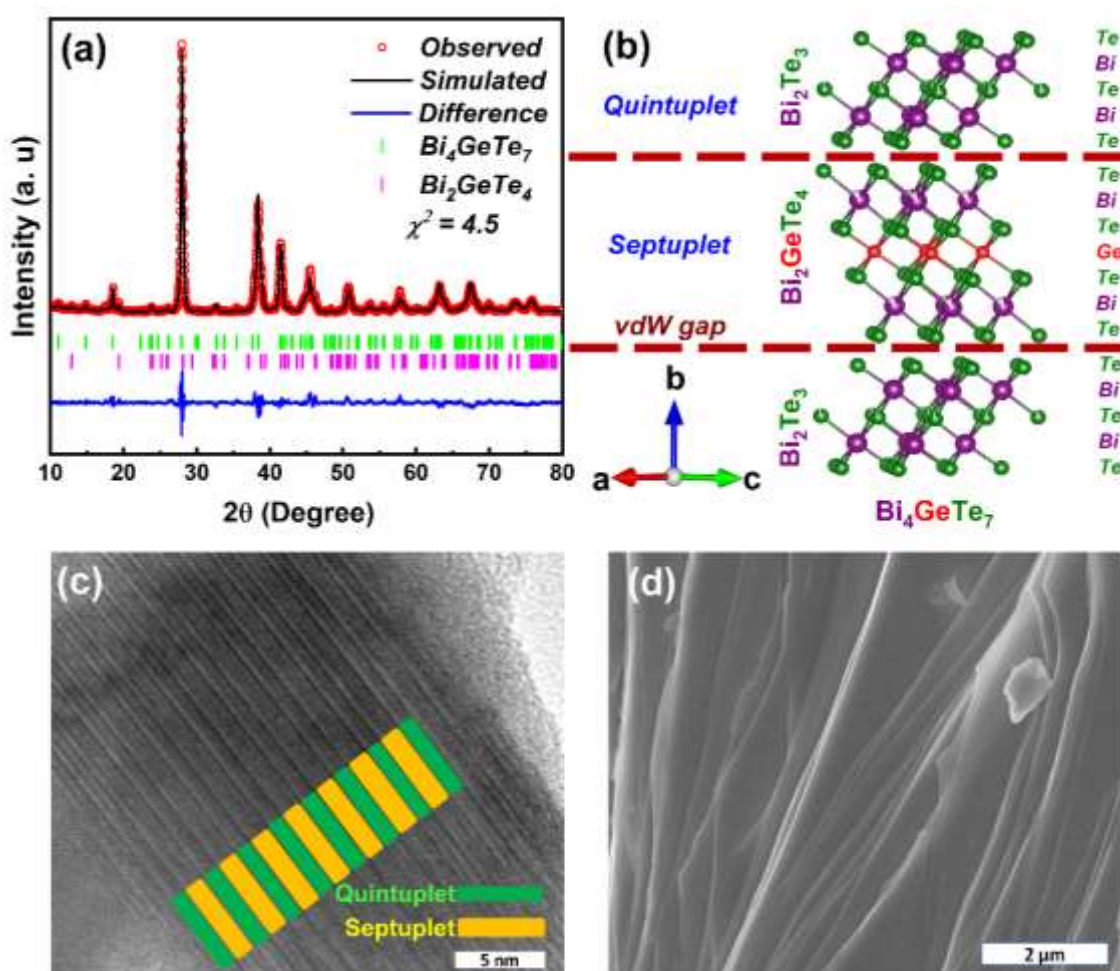 (a)
Observed
Simulated
Difference
Bi₄GeTe₇
Bi₂GeTe₄
χ² = 4.5
Intensity (a. u)
10 20 30 40 50 60 70 80
2θ (Degree)
(b)
Quintuplet
Septuplet
vdW gap
Bi₂Te₃
Bi₂GeTe₄
Bi₂Te₃
Te
Bi
Te
Bi
Te
Te
Bi
Te
Ge
Te
Bi
Te
Te
Bi
Te
Bi
Te
b
a
c
Bi₄GeTe₇
(c)
Quintuplet
Septuplet
5 nm
(d)
2 µm